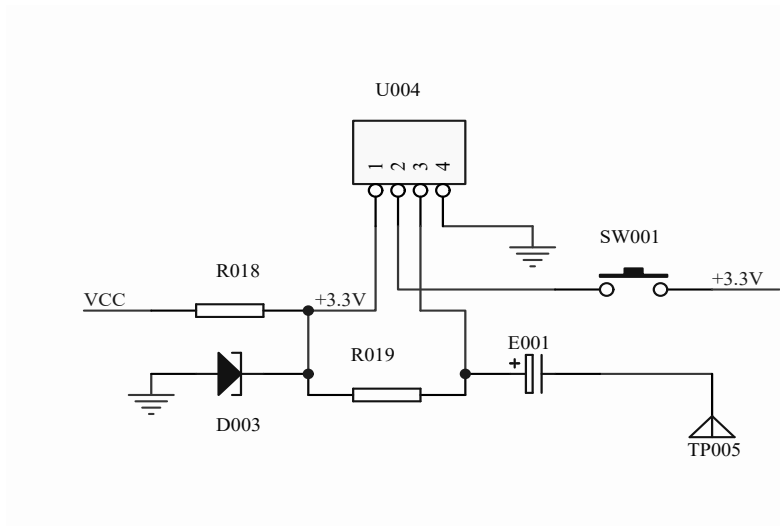 U004
1 2 3 4
SW001
R018
+3.3V
VCC
+3.3V
R019
E001
+
D003
TP005